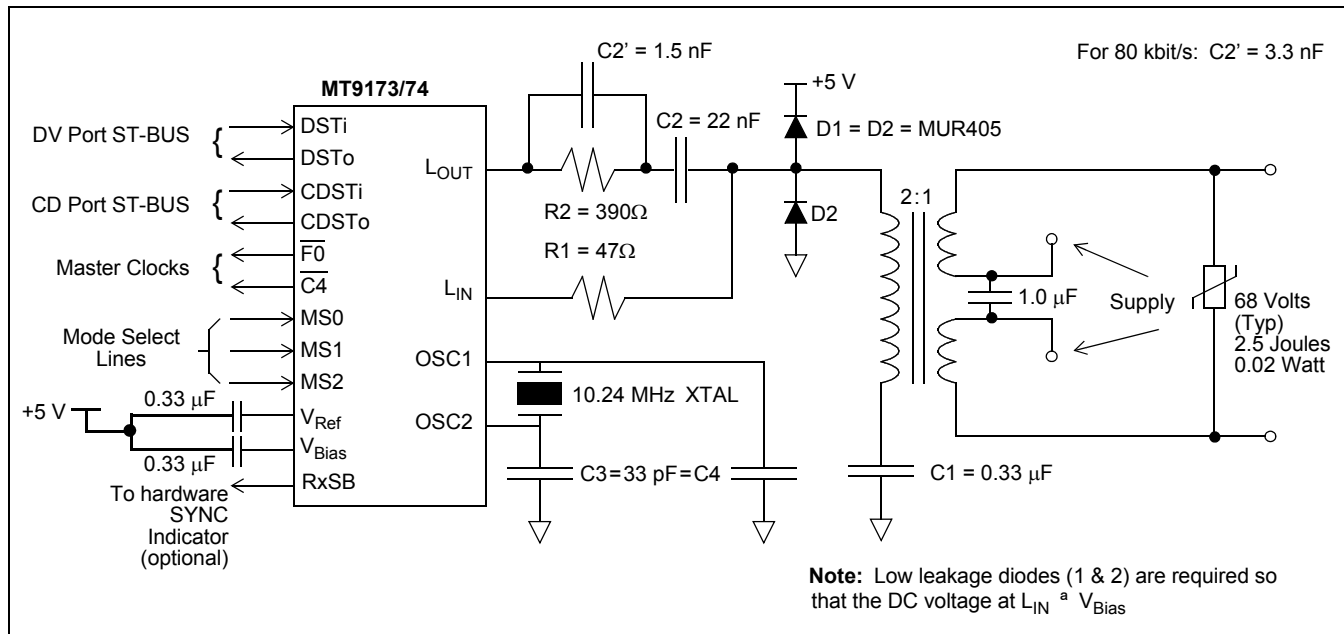 C2' = 1.5 nF
For 80 kbit/s: C2' = 3.3 nF
MT9173/74
+5 V
DV Port ST-BUS {
DSTi
DSTo
C2 = 22 nF
D1 = D2 = MUR405
LOUT
CD Port ST-BUS {
CDSTi
CDSTo
R2 = 390Ω
D2
2:1
Master Clocks {
F0
C4
R1 = 47Ω
LIN
1.0 μF
Supply
68 Volts
(Typ)
2.5 Joules
0.02 Watt
Mode Select
Lines
MS0
MS1
MS2
OSC1
10.24 MHz XTAL
OSC2
+5 V
0.33 μF
VRef
0.33 μF
VBias
C3=33 pF=C4
C1 = 0.33 μF
RxSB
To hardware
SYNC
Indicator
(optional)
Note: Low leakage diodes (1 & 2) are required so
that the DC voltage at LIN ª VBias